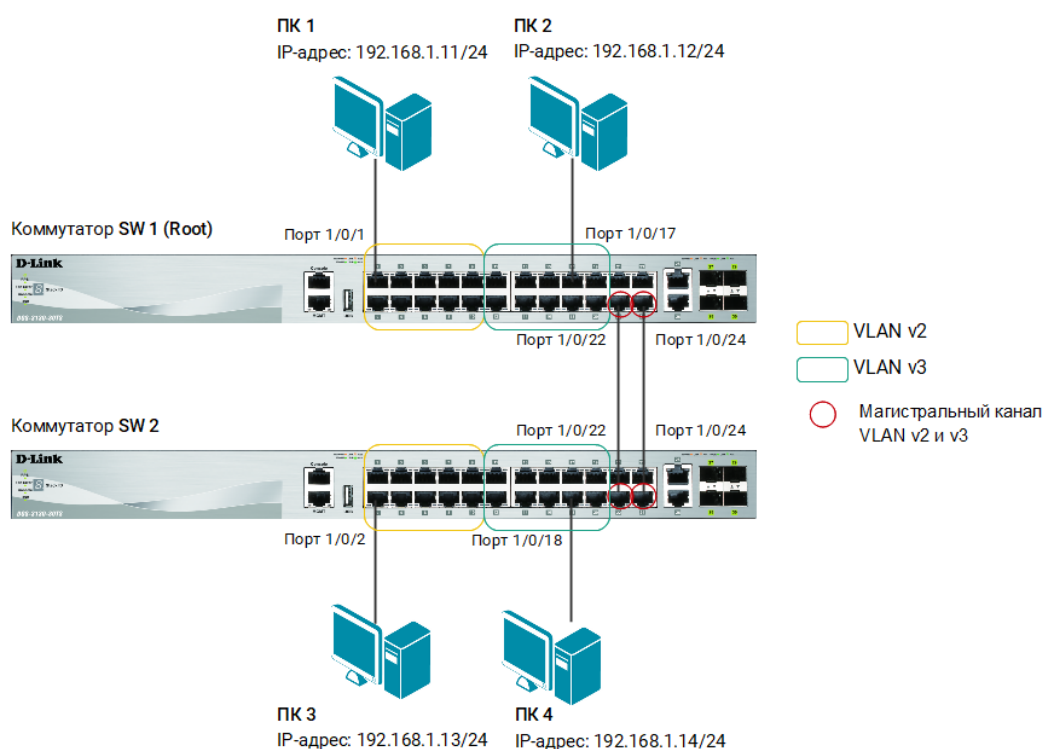 ПК 1
IP-адрес: 192.168.1.11/24
ПК 2
IP-адрес: 192.168.1.12/24
Коммутатор SW 1 (Root)
Порт 1/0/1
Порт 1/0/17
D-Link
Console
Порт 1/0/22
Порт 1/0/24
VLAN v2
VLAN v3
Магистральный канал
VLAN v2 и v3
Коммутатор SW 2
Порт 1/0/22
Порт 1/0/24
D-Link
Console
Порт 1/0/2
Порт 1/0/18
ПК 3
IP-адрес: 192.168.1.13/24
ПК 4
IP-адрес: 192.168.1.14/24